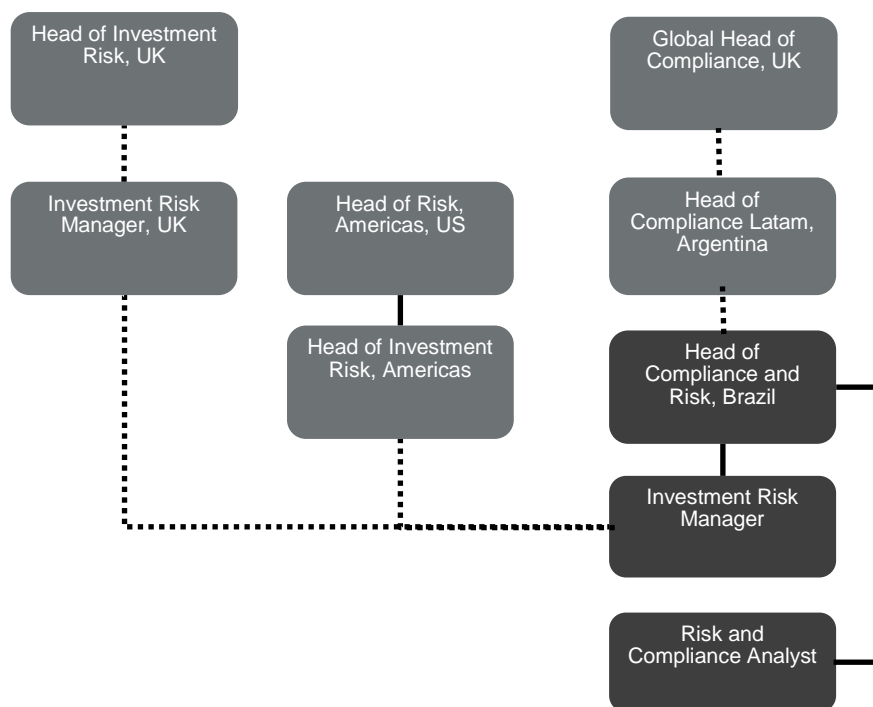 Head of Investment
Risk, UK
Global Head of
Compliance, UK
Investment Risk
Manager, UK
Head of Risk,
Americas, US
Head of
Compliance Latam,
Argentina
Head of Investment
Risk, Americas
Head of
Compliance and
Risk, Brazil
Investment Risk
Manager
Risk and
Compliance Analyst